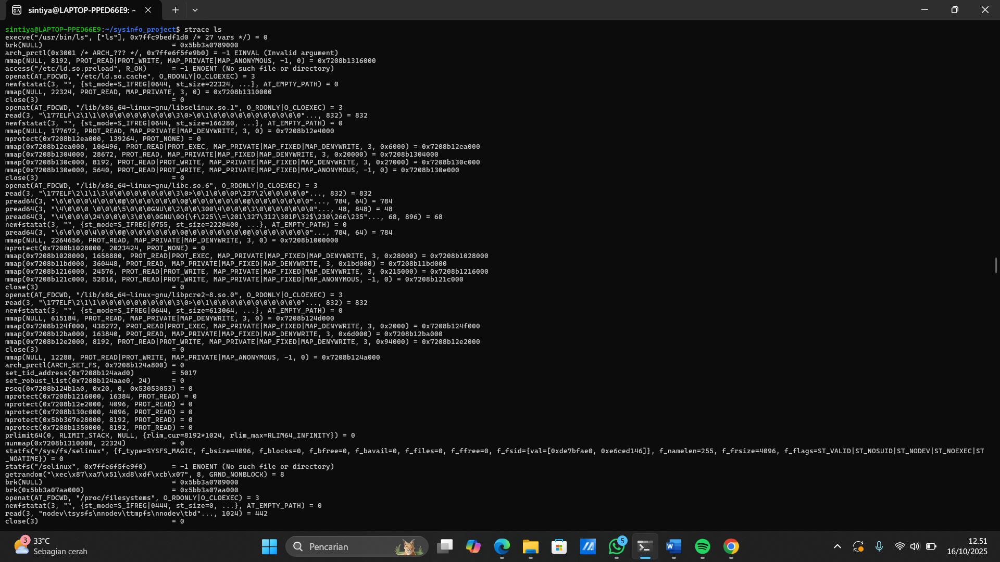 sintiya@LAPTOP-PPED66E9: ~
sintiya@LAPTOP-PPED66E9:~/sysinfo_project$ strace ls
execve("/usr/bin/ls", ["ls"], 0x7ffc9bedf1d0 /* 27 vars */) = 0
brk(NULL)                               = 0x5bb3a0789000
arch_prctl(0x3001 /* ARCH_??? */, 0x7ffe6f5fe9b0) = -1 EINVAL (Invalid argument)
mmap(NULL, 8192, PROT_READ|PROT_WRITE, MAP_PRIVATE|MAP_ANONYMOUS, -1, 0) = 0x7208b1316000
access("/etc/ld.so.preload", R_OK)      = -1 ENOENT (No such file or directory)
openat(AT_FDCWD, "/etc/ld.so.cache", O_RDONLY|O_CLOEXEC) = 3
newfstatat(3, "", {st_mode=S_IFREG|0644, st_size=22324, ...}, AT_EMPTY_PATH) = 0
mmap(NULL, 22324, PROT_READ, MAP_PRIVATE, 3, 0) = 0x7208b1310000
close(3)                                = 0
openat(AT_FDCWD, "/lib/x86_64-linux-gnu/libselinux.so.1", O_RDONLY|O_CLOEXEC) = 3
read(3, "\177ELF\2\1\1\0\0\0\0\0\0\0\0\0\3\0>\0\1\0\0\0\0\0\0\0\0\0\0\0"..., 832) = 832
newfstatat(3, "", {st_mode=S_IFREG|0644, st_size=166280, ...}, AT_EMPTY_PATH) = 0
mmap(NULL, 177672, PROT_READ, MAP_PRIVATE|MAP_DENYWRITE, 3, 0) = 0x7208b12e4000
mprotect(0x7208b12ea000, 139264, PROT_NONE) = 0
mmap(0x7208b12ea000, 106496, PROT_READ|PROT_EXEC, MAP_PRIVATE|MAP_FIXED|MAP_DENYWRITE, 3, 0x6000) = 0x7208b12ea000
mmap(0x7208b1304000, 28672, PROT_READ, MAP_PRIVATE|MAP_FIXED|MAP_DENYWRITE, 3, 0x20000) = 0x7208b1304000
mmap(0x7208b130c000, 8192, PROT_READ|PROT_WRITE, MAP_PRIVATE|MAP_FIXED|MAP_DENYWRITE, 3, 0x27000) = 0x7208b130c000
mmap(0x7208b130e000, 5640, PROT_READ|PROT_WRITE, MAP_PRIVATE|MAP_FIXED|MAP_ANONYMOUS, -1, 0) = 0x7208b130e000
close(3)                                = 0
openat(AT_FDCWD, "/lib/x86_64-linux-gnu/libc.so.6", O_RDONLY|O_CLOEXEC) = 3
read(3, "\177ELF\2\1\1\3\0\0\0\0\0\0\0\0\3\0>\0\1\0\0\0P\237\2\0\0\0\0\0"..., 832) = 832
pread64(3, "\6\0\0\0\4\0\0\0@\0\0\0\0\0\0\0@\0\0\0\0\0\0\0@\0\0\0\0\0\0\0"..., 784, 64) = 784
pread64(3, "\4\0\0\0 \0\0\0\5\0\0\0GNU\0\2\0\0\300\4\0\0\0\3\0\0\0\0\0\0\0"..., 48, 848) = 48
pread64(3, "\4\0\0\0\24\0\0\0\3\0\0\0GNU\0O{\f\225\\=\201\327\312\301P\32$\230\266\235"..., 68, 896) = 68
newfstatat(3, "", {st_mode=S_IFREG|0755, st_size=2220400, ...}, AT_EMPTY_PATH) = 0
pread64(3, "\6\0\0\0\4\0\0\0@\0\0\0\0\0\0\0@\0\0\0\0\0\0\0@\0\0\0\0\0\0\0"..., 784, 64) = 784
mmap(NULL, 2264656, PROT_READ, MAP_PRIVATE|MAP_DENYWRITE, 3, 0) = 0x7208b1000000
mprotect(0x7208b1028000, 2023424, PROT_NONE) = 0
mmap(0x7208b1028000, 1658880, PROT_READ|PROT_EXEC, MAP_PRIVATE|MAP_FIXED|MAP_DENYWRITE, 3, 0x28000) = 0x7208b1028000
mmap(0x7208b11bd000, 360448, PROT_READ, MAP_PRIVATE|MAP_FIXED|MAP_DENYWRITE, 3, 0x1bd000) = 0x7208b11bd000
mmap(0x7208b1216000, 24576, PROT_READ|PROT_WRITE, MAP_PRIVATE|MAP_FIXED|MAP_DENYWRITE, 3, 0x215000) = 0x7208b1216000
mmap(0x7208b121c000, 52816, PROT_READ|PROT_WRITE, MAP_PRIVATE|MAP_FIXED|MAP_ANONYMOUS, -1, 0) = 0x7208b121c000
close(3)                                = 0
openat(AT_FDCWD, "/lib/x86_64-linux-gnu/libpcre2-8.so.0", O_RDONLY|O_CLOEXEC) = 3
read(3, "\177ELF\2\1\1\0\0\0\0\0\0\0\0\0\3\0>\0\1\0\0\0\0\0\0\0\0\0\0\0"..., 832) = 832
newfstatat(3, "", {st_mode=S_IFREG|0644, st_size=613064, ...}, AT_EMPTY_PATH) = 0
mmap(NULL, 615184, PROT_READ, MAP_PRIVATE|MAP_DENYWRITE, 3, 0) = 0x7208b124d000
mmap(0x7208b124f000, 438272, PROT_READ|PROT_EXEC, MAP_PRIVATE|MAP_FIXED|MAP_DENYWRITE, 3, 0x2000) = 0x7208b124f000
mmap(0x7208b12ba000, 163840, PROT_READ, MAP_PRIVATE|MAP_FIXED|MAP_DENYWRITE, 3, 0x6d000) = 0x7208b12ba000
mmap(0x7208b12e2000, 8192, PROT_READ|PROT_WRITE, MAP_PRIVATE|MAP_FIXED|MAP_DENYWRITE, 3, 0x94000) = 0x7208b12e2000
close(3)                                = 0
mmap(NULL, 12288, PROT_READ|PROT_WRITE, MAP_PRIVATE|MAP_ANONYMOUS, -1, 0) = 0x7208b124a000
arch_prctl(ARCH_SET_FS, 0x7208b124a800) = 0
set_tid_address(0x7208b124aad0)         = 5017
set_robust_list(0x7208b124aae0, 24)     = 0
rseq(0x7208b124b1a0, 0x20, 0, 0x53053053) = 0
mprotect(0x7208b1216000, 16384, PROT_READ) = 0
mprotect(0x7208b12e2000, 4096, PROT_READ) = 0
mprotect(0x7208b130c000, 4096, PROT_READ) = 0
mprotect(0x5bb367e28000, 8192, PROT_READ) = 0
mprotect(0x7208b1350000, 8192, PROT_READ) = 0
prlimit64(0, RLIMIT_STACK, NULL, {rlim_cur=8192*1024, rlim_max=RLIM64_INFINITY}) = 0
munmap(0x7208b1310000, 22324)           = 0
statfs("/sys/fs/selinux", {f_type=SYSFS_MAGIC, f_bsize=4096, f_blocks=0, f_bfree=0, f_bavail=0, f_files=0, f_ffree=0, f_fsid={val=[0xde7bfae0, 0xe6ced146]}, f_namelen=255, f_frsize=4096, f_flags=ST_VALID|ST_NOSUID|ST_NODEV|ST_NOEXEC|ST
_NOATIME}) = 0
statfs("/selinux", 0x7ffe6f5fe9f0)      = -1 ENOENT (No such file or directory)
getrandom("\xec\x87\xa7\x51\xd8\xdf\xcb\x07", 8, GRND_NONBLOCK) = 8
brk(NULL)                               = 0x5bb3a0789000
brk(0x5bb3a07aa000)                     = 0x5bb3a07aa000
openat(AT_FDCWD, "/proc/filesystems", O_RDONLY|O_CLOEXEC) = 3
newfstatat(3, "", {st_mode=S_IFREG|0444, st_size=0, ...}, AT_EMPTY_PATH) = 0
read(3, "nodev\tsysfs\nnodev\ttmpfs\nnodev\tbd"..., 1024) = 442
close(3)                                = 0
3
33°C
Sebagian cerah
Pencarian
5
W
12.51
16/10/2025